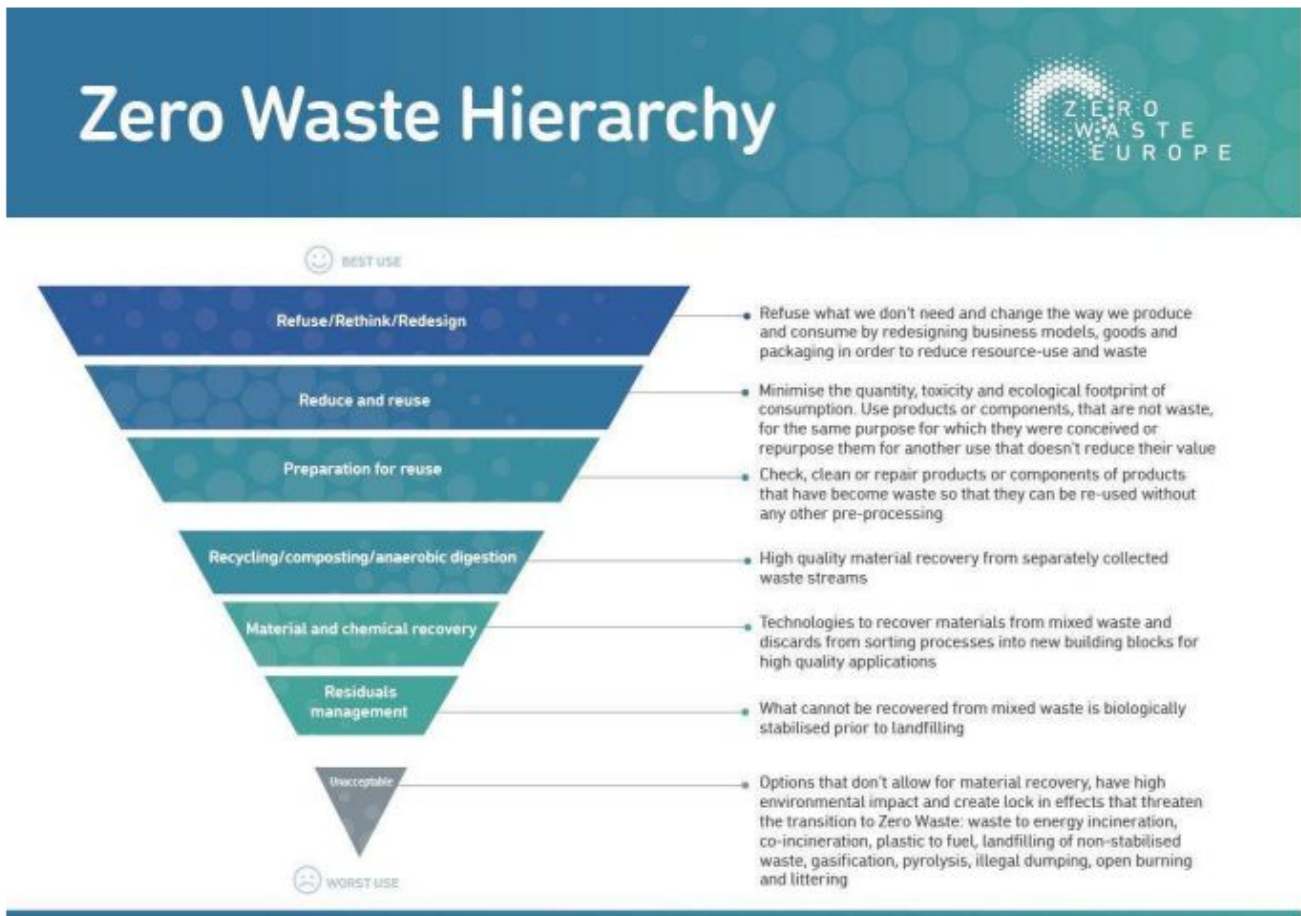 Zero Waste Hierarchy
ZERO
WASTE
EUROPE
BEST USE
Refuse/Rethink/Redesign
Refuse what we don't need and change the way we produce
and consume by redesigning business models, goods and
packaging in order to reduce resource-use and waste
Reduce and reuse
Minimise the quantity, toxicity and ecological footprint of
consumption. Use products or components, that are not waste,
for the same purpose for which they were conceived or
repurpose them for another use that doesn't reduce their value
Preparation for reuse
Check, clean or repair products or components of products
that have become waste so that they can be re-used without
any other pre-processing
Recycling/composting/anaerobic digestion
High quality material recovery from separately collected
waste streams
Material and chemical recovery
Technologies to recover materials from mixed waste and
discards from sorting processes into new building blocks for
high quality applications
Residuals
management
What cannot be recovered from mixed waste is biologically
stabilised prior to landfilling
Unacceptable
Options that don't allow for material recovery, have high
environmental impact and create lock in effects that threaten
the transition to Zero Waste: waste to energy incineration,
co-incineration, plastic to fuel, landfilling of non-stabilised
waste, gasification, pyrolysis, illegal dumping, open burning
and littering
WORST USE